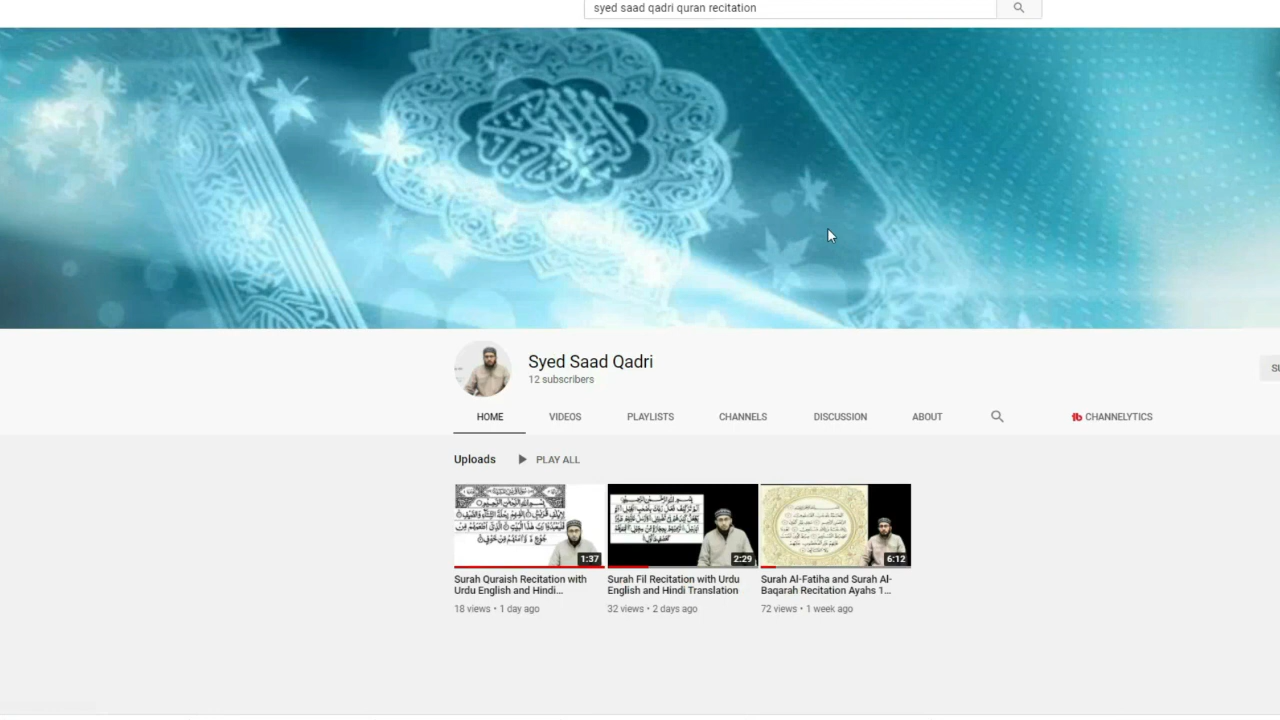 syed saad qadri quran recitation
Syed Saad Qadri
12 subscribers
HOME
VIDEOS
PLAYLISTS
CHANNELS
DISCUSSION
ABOUT
CHANNELYTICS
Uploads
PLAY ALL
1:37
2:29
6:12
Surah Quraish Recitation with
Urdu English and Hindi...
18 views • 1 day ago
Surah Fil Recitation with Urdu
English and Hindi Translation
32 views • 2 days ago
Surah Al-Fatiha and Surah Al-
Baqarah Recitation Ayahs 1...
72 views • 1 week ago